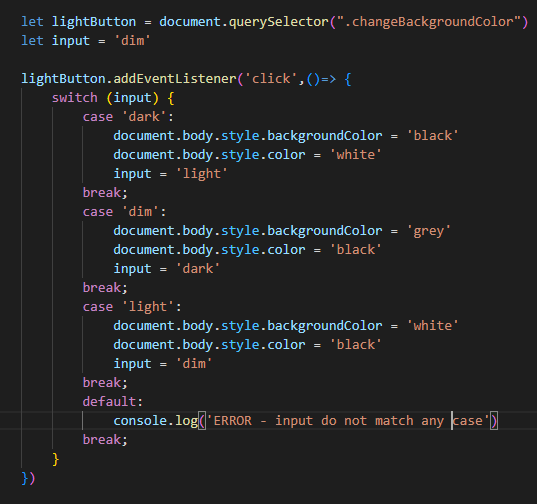 let lightButton = document.querySelector(".changeBackgroundColor")
let input = 'dim'
lightButton.addEventListener('click',()=> {
switch (input) {
case 'dark':
document.body.style.backgroundColor = 'black'
document.body.style.color = 'white'
input = 'light'
break;
case 'dim':
document.body.style.backgroundColor = 'grey'
document.body.style.color = 'black'
input = 'dark'
break;
case 'light':
document.body.style.backgroundColor = 'white'
document.body.style.color = 'black'
input = 'dim'
break;
default:
console.log('ERROR - input do not match any case')
break;
}
})